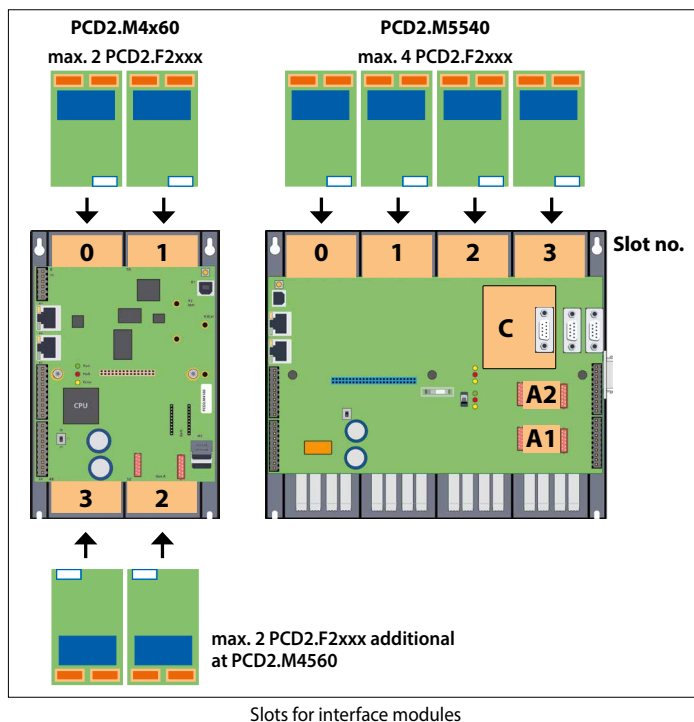 PCD2.M4x60
max. 2 PCD2.F2xxx
PCD2.M5540
max. 4 PCD2.F2xxx
0
1
0
1
2
3
Slot no.
C
CPU
A2
A1
3
2
max. 2 PCD2.F2xxx additional
at PCD2.M4560
Slots for interface modules